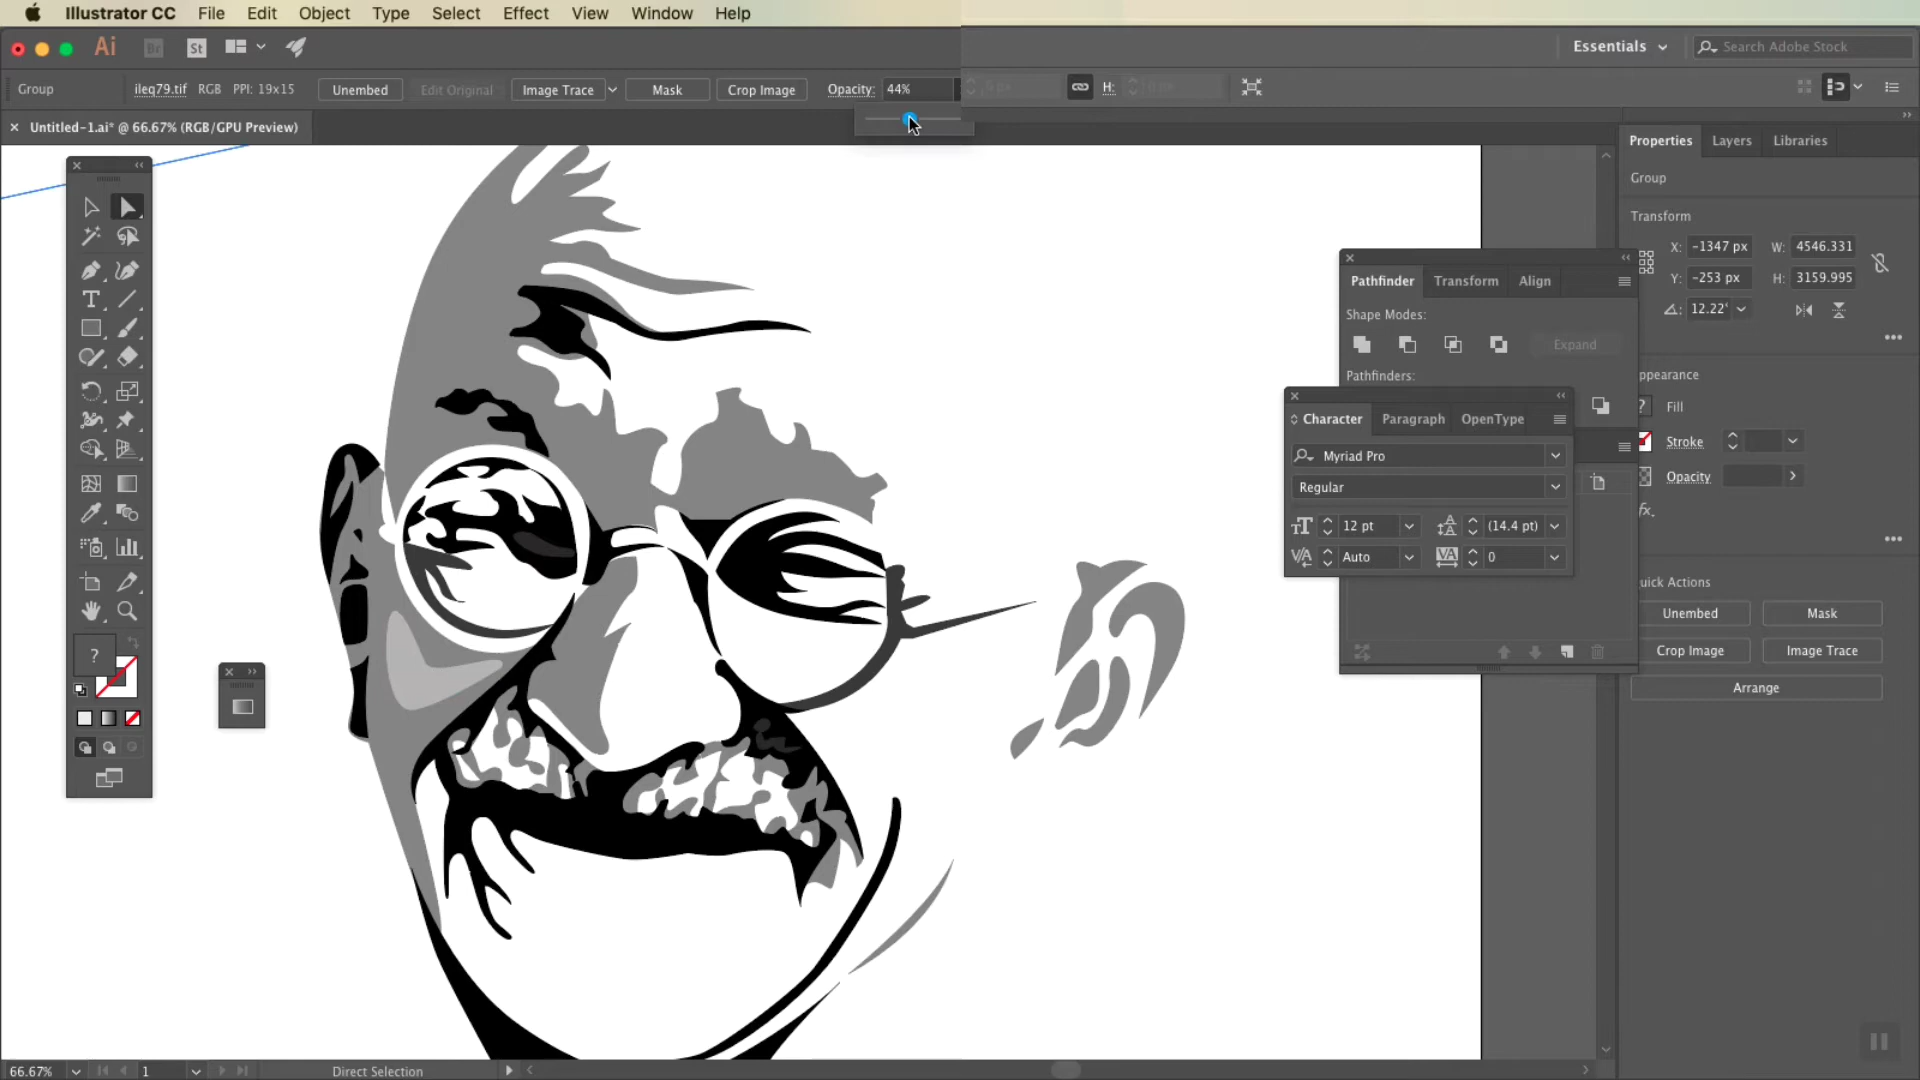 Illustrator CC File Edit Object Type Select Effect View Window Help
Ai Br St Essentials Search Adobe Stock
Group ileq79.tif RGB PPI: 19x15 Unembed Edit Original Image Trace Mask Crop Image Opacity: 44% 0 px H: 0 px
Untitled-1.ai* @ 66.67% (RGB/GPU Preview)
Properties Layers Libraries
Group
Transform
X: -1347 px W: 4546.331
Y: -253 px H: 3159.995
12.22°
Pathfinder Transform Align
Shape Modes:
Expand
Pathfinders:
ppearance
? Fill
Character Paragraph OpenType
Stroke
Myriad Pro
Opacity
Regular
fx.
12 pt (14.4 pt)
Auto 0
uick Actions
Unembed Mask
Crop Image Image Trace
Arrange
?
66.67% 1 Direct Selection